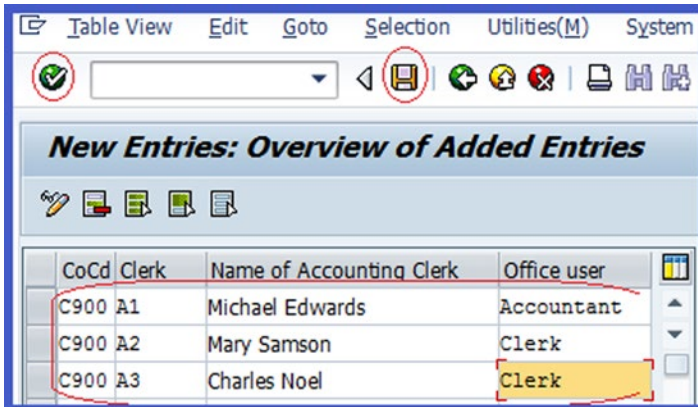 Table View Edit Goto Selection Utilities(M) System
New Entries: Overview of Added Entries
CoCd Clerk Name of Accounting Clerk Office user
C900 A1 Michael Edwards Accountant
C900 A2 Mary Samson Clerk
C900 A3 Charles Noel Clerk